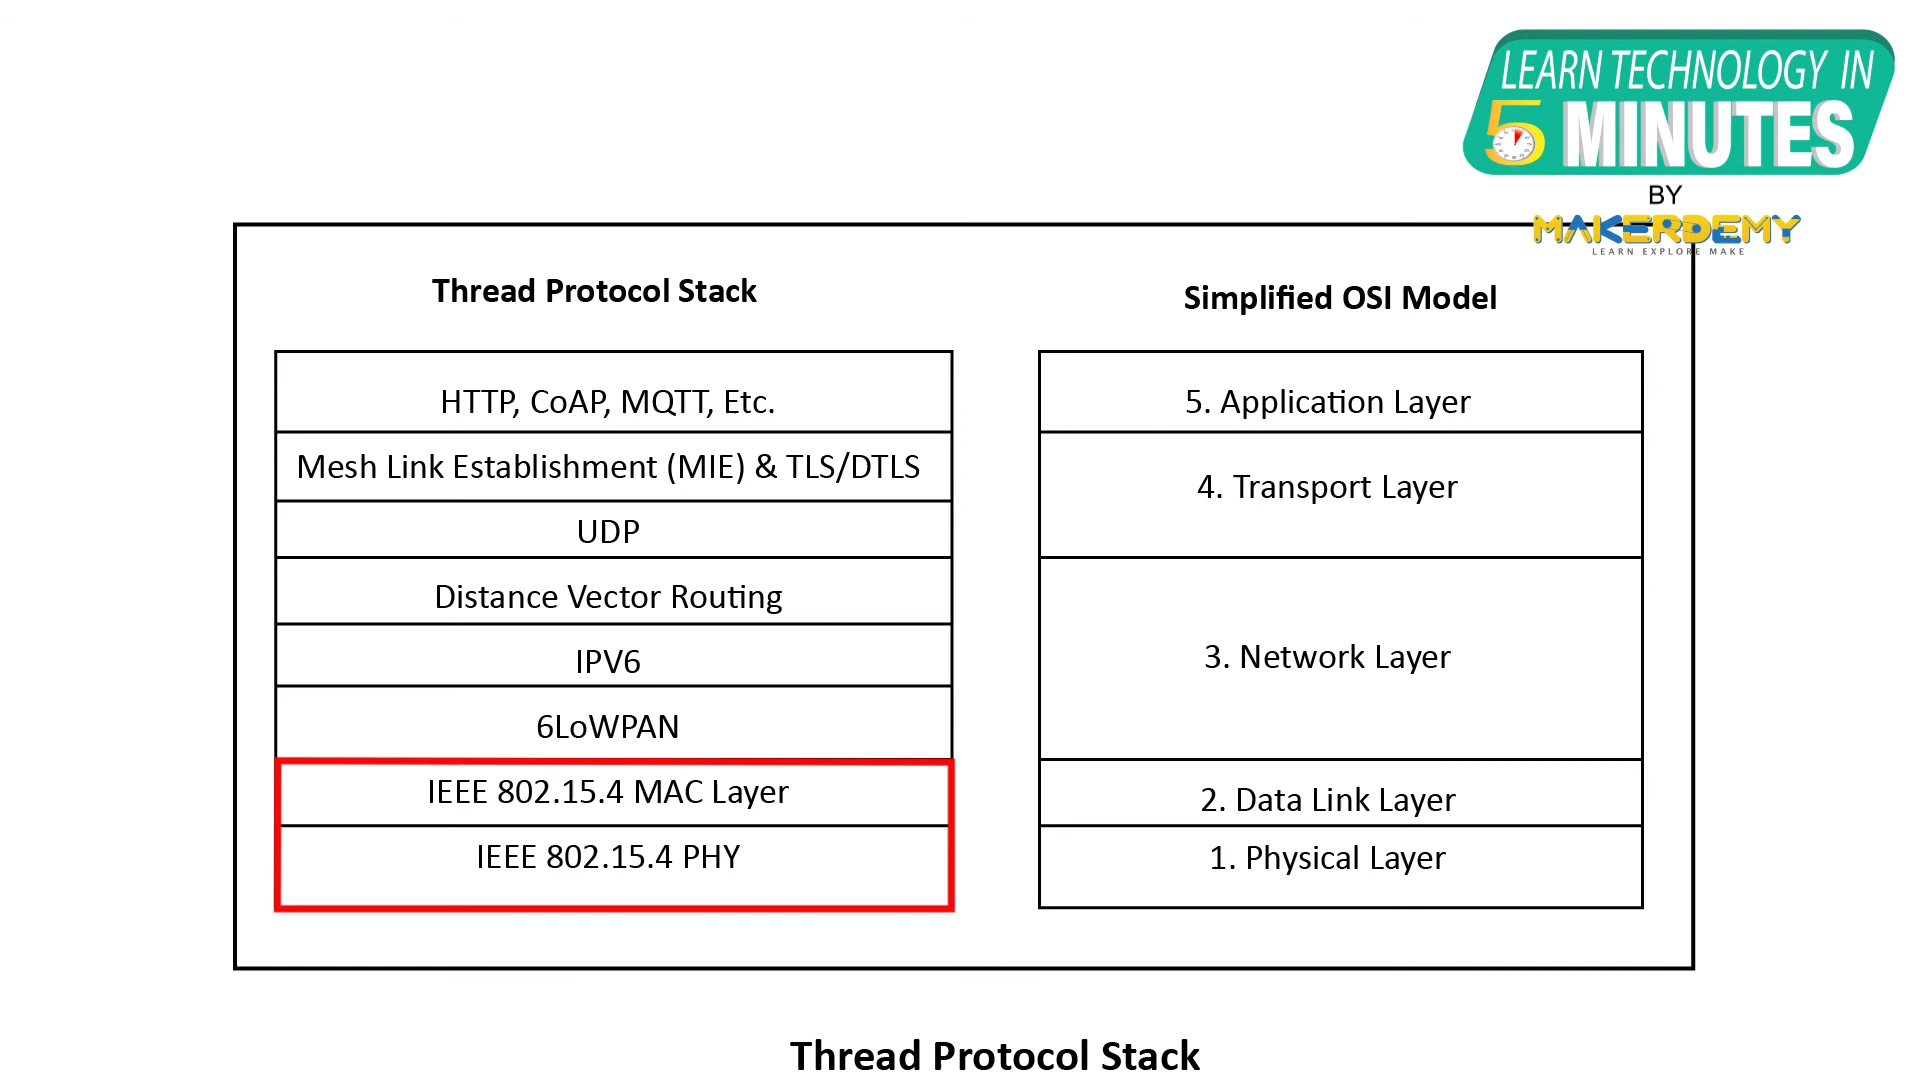 LEARN TECHNOLOGY IN
5 MINUTES
BY
MAKERDEMY
LEARN EXPLORE MAKE
Thread Protocol Stack
HTTP, CoAP, MQTT, Etc.
Mesh Link Establishment (MIE) & TLS/DTLS
UDP
Distance Vector Routing
IPV6
6LoWPAN
IEEE 802.15.4 MAC Layer
IEEE 802.15.4 PHY
Simplified OSI Model
5. Application Layer
4. Transport Layer
3. Network Layer
2. Data Link Layer
1. Physical Layer
Thread Protocol Stack